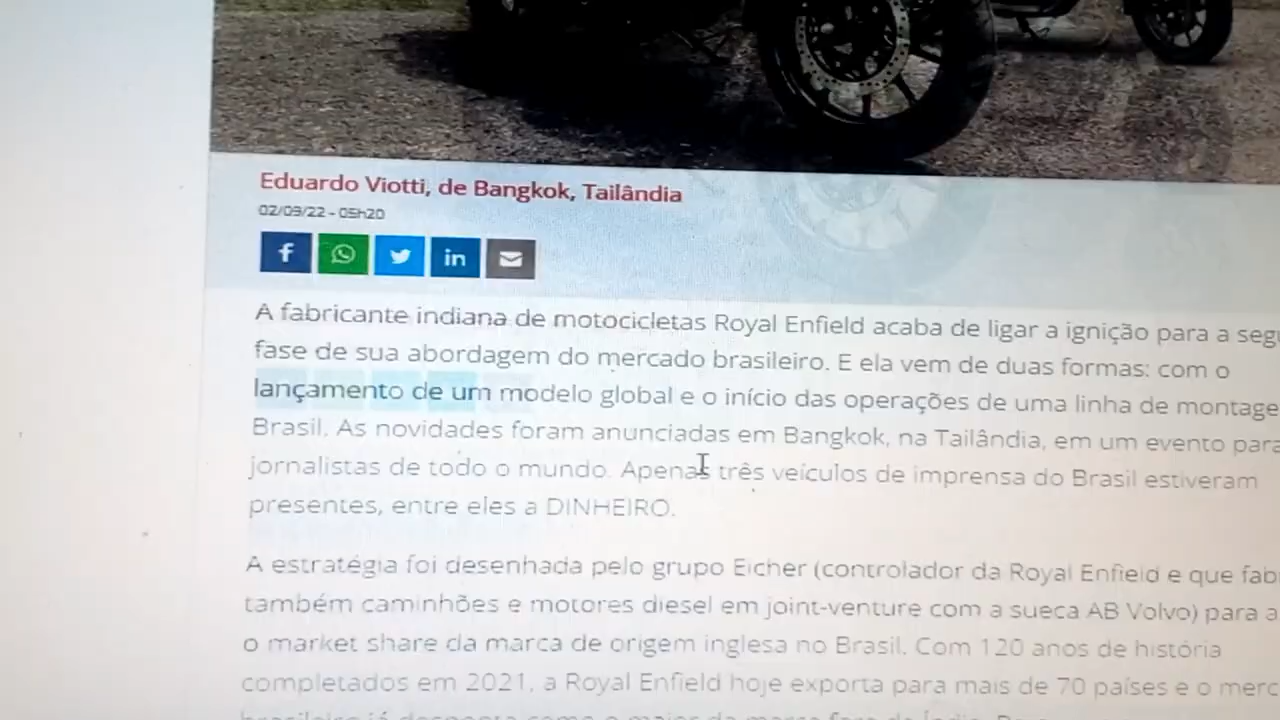 Eduardo Viotti, de Bangkok, Tailândia
02/09/22 - 05h20
A fabricante indiana de motocicletas Royal Enfield acaba de ligar a ignição para a
fase de sua abordagem do mercado brasileiro. E ela vem de duas formas: com o
lançamento de um modelo global e o início das operações de uma linha de
Brasil. As novidades foram anunciadas em Bangkok, na Tailândia, em um evento para
jornalistas de todo o mundo. Apenas três veículos de imprensa do Brasil estiveram
presentes, entre eles a DINHEIRO.
A estratégia foi desenhada pelo grupo Eicher (controlador da Royal Enfield e que
também caminhões e motores diesel em joint-venture com a sueca AB Volvo) para
o market share da marca de origem inglesa no Brasil. Com 120 anos de história
completados em 2021, a Royal Enfield hoje exporta para mais de 70 países e o